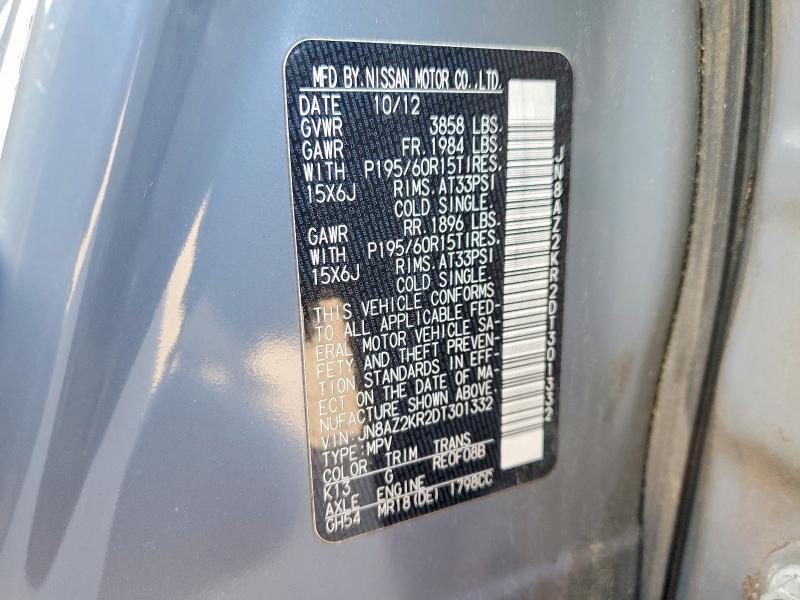 MFD BY.NISSAN MOTOR CO.,LTD.
DATE 10/12
GVWR 3858 LBS.
GAWR FR.1984 LBS.
WITH P195/60R15TIRES.
15X6J RIMS.AT33PSI
COLD SINGLE.
GAWR RR.1896 LBS.
WITH P195/60R15TIRES.
15X6J RIMS.AT33PSI
COLD SINGLE.
THIS VEHICLE CONFORMS
TO ALL APPLICABLE FED-
ERAL MOTOR VEHICLE SA-
FETY AND THEFT PREVEN-
TION STANDARDS IN EFF-
ECT ON THE DATE OF MA-
NUFACTURE SHOWN ABOVE.
VIN:JN8AZ2KR2DT301332
TYPE:MPV
COLOR TRIM TRANS
KT3 G RE0F08B
AXLE ENGINE
GH54 MR18(DE) 1798CC
JN8AZ2KR2DT301332